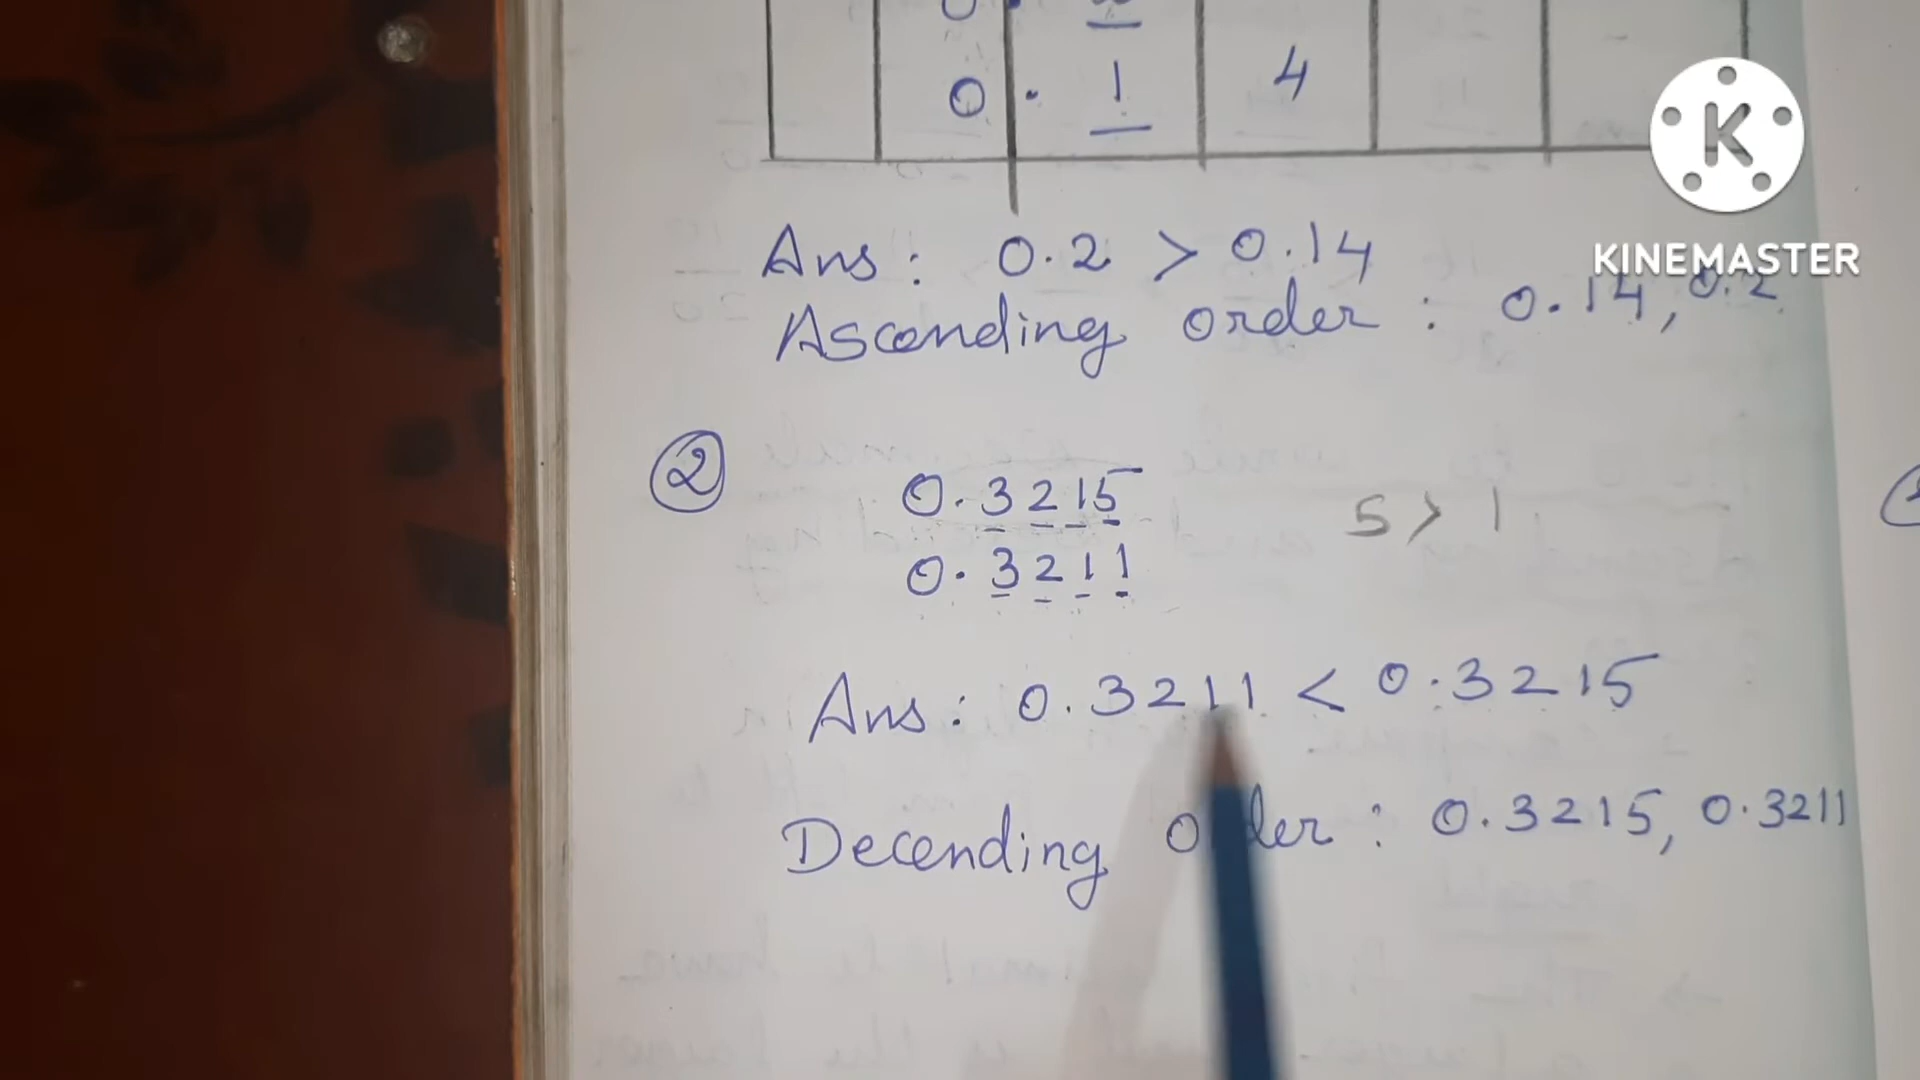 0 . 1 4
K
KINEMASTER
Ans : 0.2 > 0.14
Ascending order : 0.14, 0.2
2
0.3215
5 > 1
0.3211
Ans : 0.3211 < 0.3215
Decending order : 0.3215, 0.3211